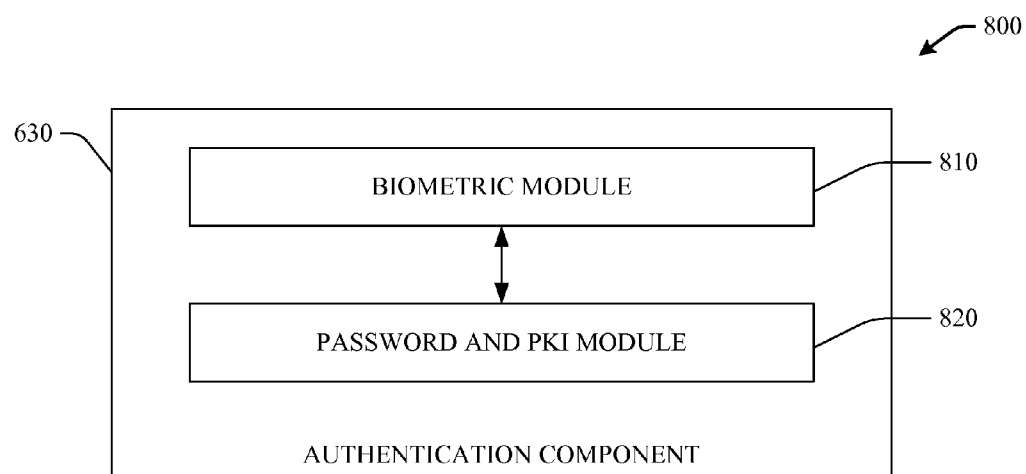 800
630
BIOMETRIC MODULE
810
PASSWORD AND PKI MODULE
820
AUTHENTICATION COMPONENT